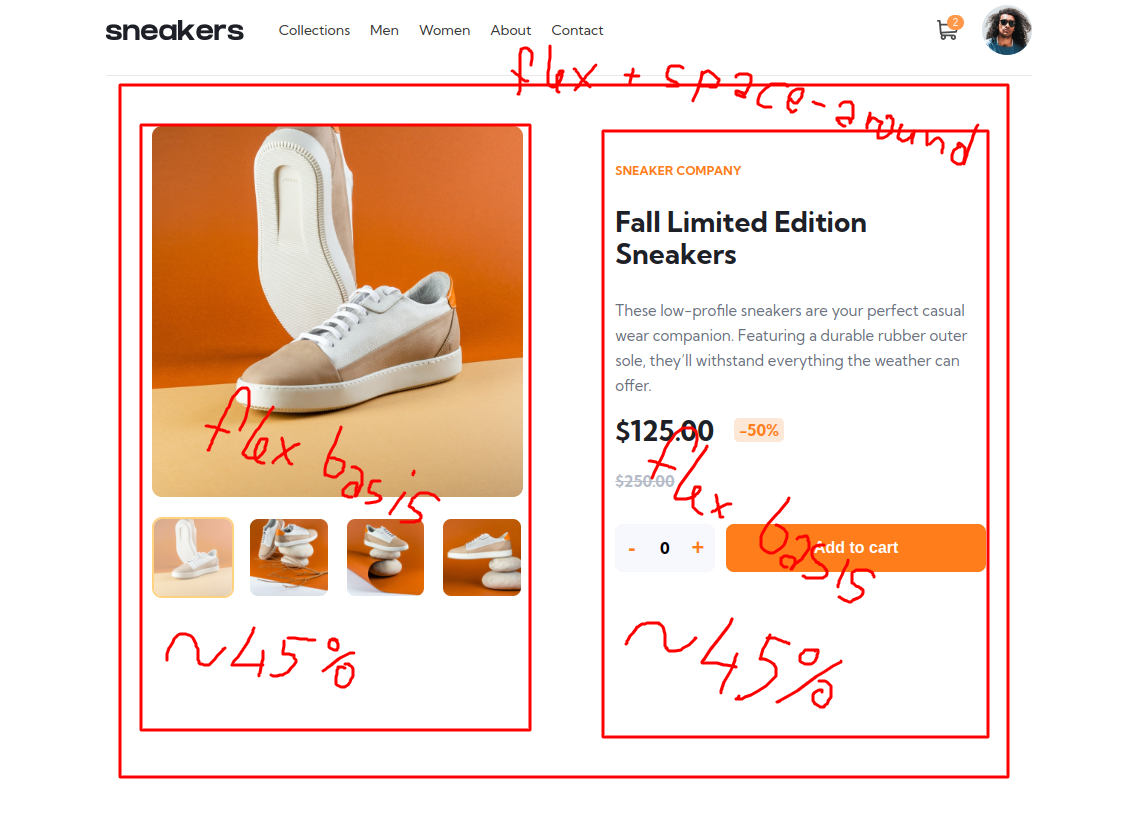 sneakers
Collections Men Women About Contact
2
flex + space-around
SNEAKER COMPANY
Fall Limited Edition
Sneakers
These low-profile sneakers are your perfect casual
wear companion. Featuring a durable rubber outer
sole, they'll withstand everything the weather can
offer.
$125.00 -50%
$250.00
- 0 +
Add to cart
flex basis
~45%
flex basis
~45%